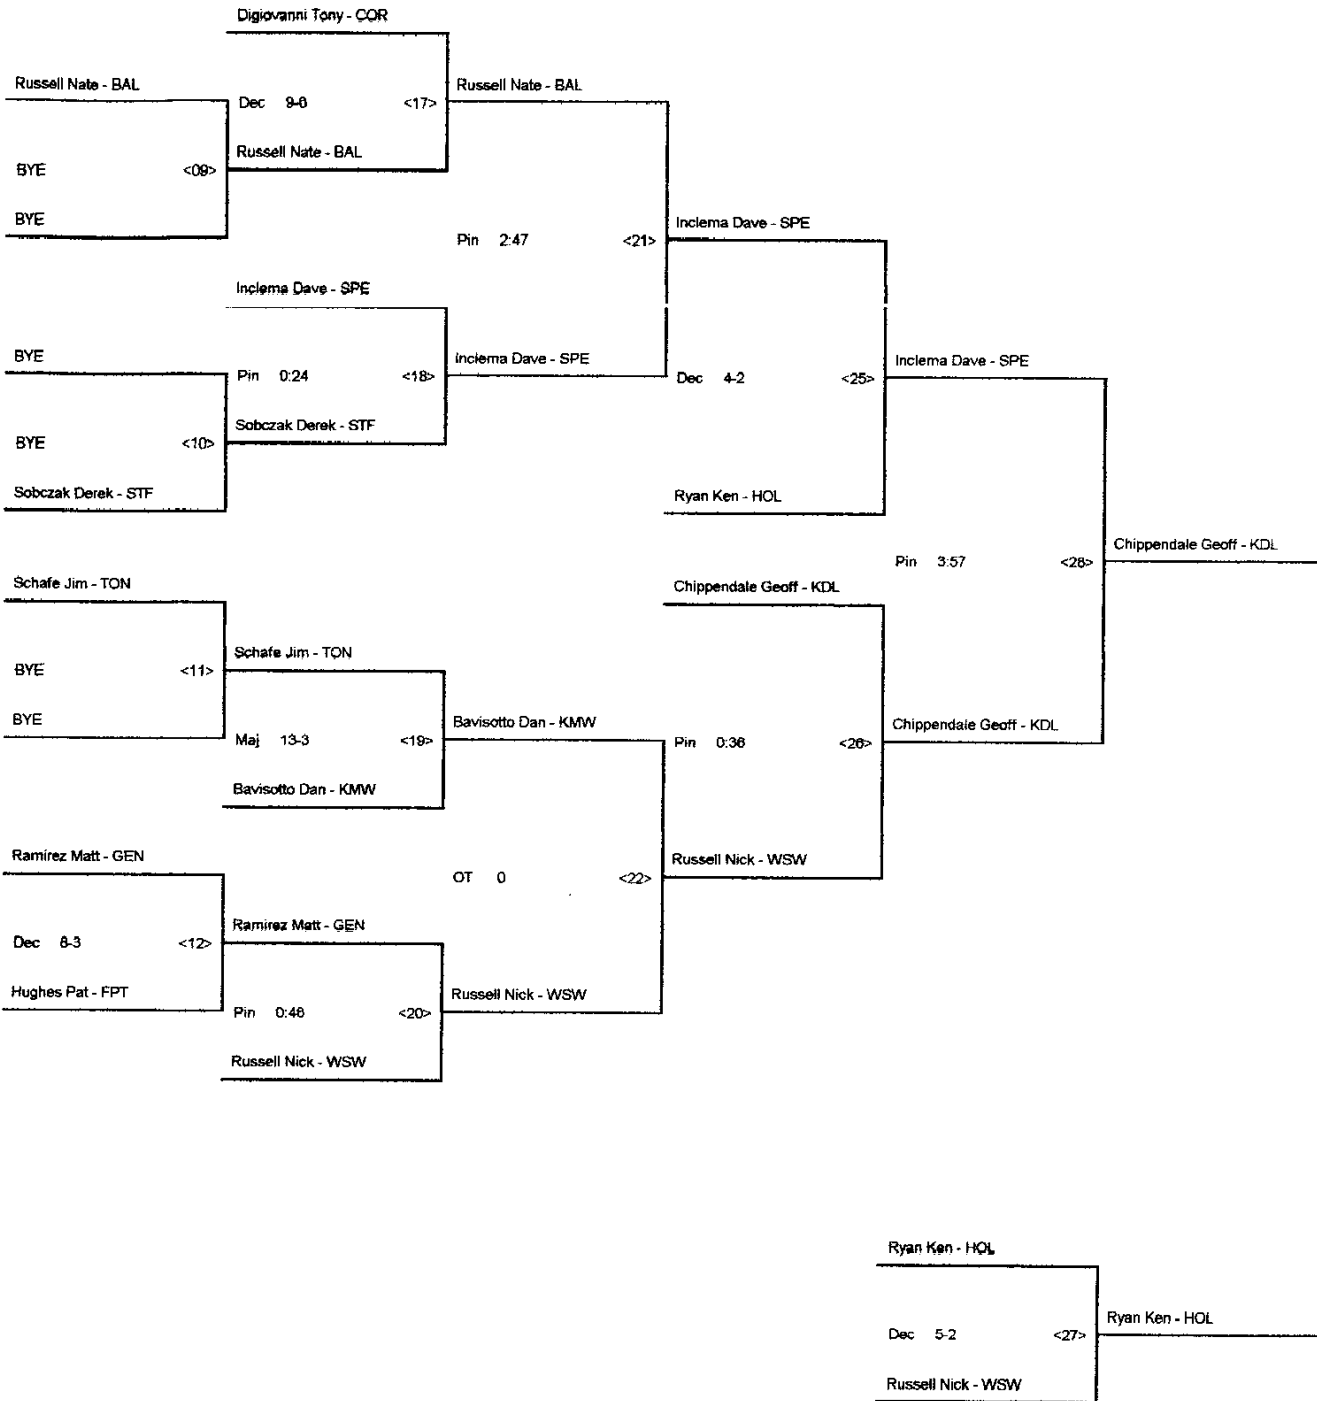 Digiovanni Tony - COR
Russell Nate - BAL
Dec 9-6 <17>
Russell Nate - BAL
BYE <09>
Russell Nate - BAL
BYE
Pin 2:47 <21>
Inclema Dave - SPE
Inclema Dave - SPE
BYE
Pin 0:24 <18>
Inclema Dave - SPE
Dec 4-2 <25>
Inclema Dave - SPE
BYE <10>
Sobczak Derek - STF
Sobczak Derek - STF
Ryan Ken - HOL
Pin 3:57 <28>
Chippendale Geoff - KDL
Schafe Jim - TON
Chippendale Geoff - KDL
BYE <11>
Schafe Jim - TON
BYE
Maj 13-3 <19>
Bavisotto Dan - KMW
Pin 0:36 <26>
Chippendale Geoff - KDL
Bavisotto Dan - KMW
Ramirez Matt - GEN
OT 0 <22>
Russell Nick - WSW
Dec 8-3 <12>
Ramirez Matt - GEN
Hughes Pat - FPT
Pin 0:46 <20>
Russell Nick - WSW
Russell Nick - WSW
Ryan Ken - HOL
Dec 5-2 <27>
Ryan Ken - HOL
Russell Nick - WSW